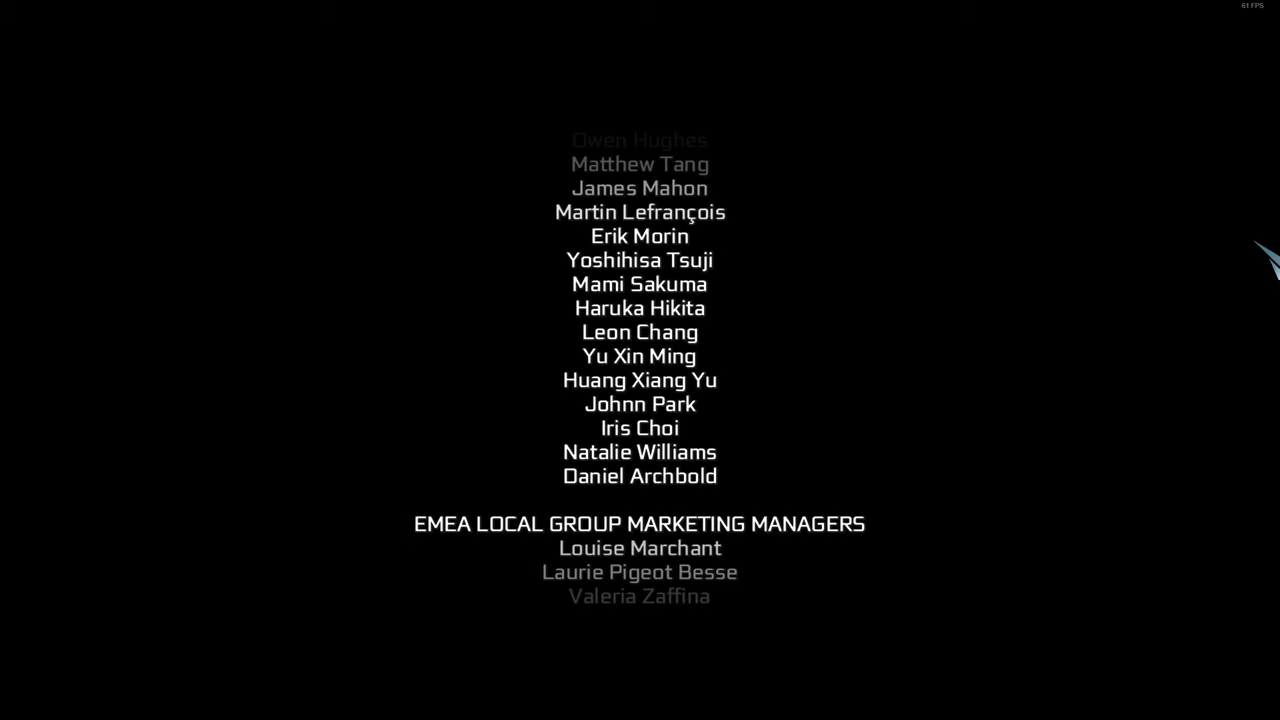 61 FPS
Owen Hughes
Matthew Tang
James Mahon
Martin Lefrançois
Erik Morin
Yoshihisa Tsuji
Mami Sakuma
Haruka Hikita
Leon Chang
Yu Xin Ming
Huang Xiang Yu
Johnn Park
Iris Choi
Natalie Williams
Daniel Archbold
EMEA LOCAL GROUP MARKETING MANAGERS
Louise Marchant
Laurie Pigeot Besse
Valeria Zaffina